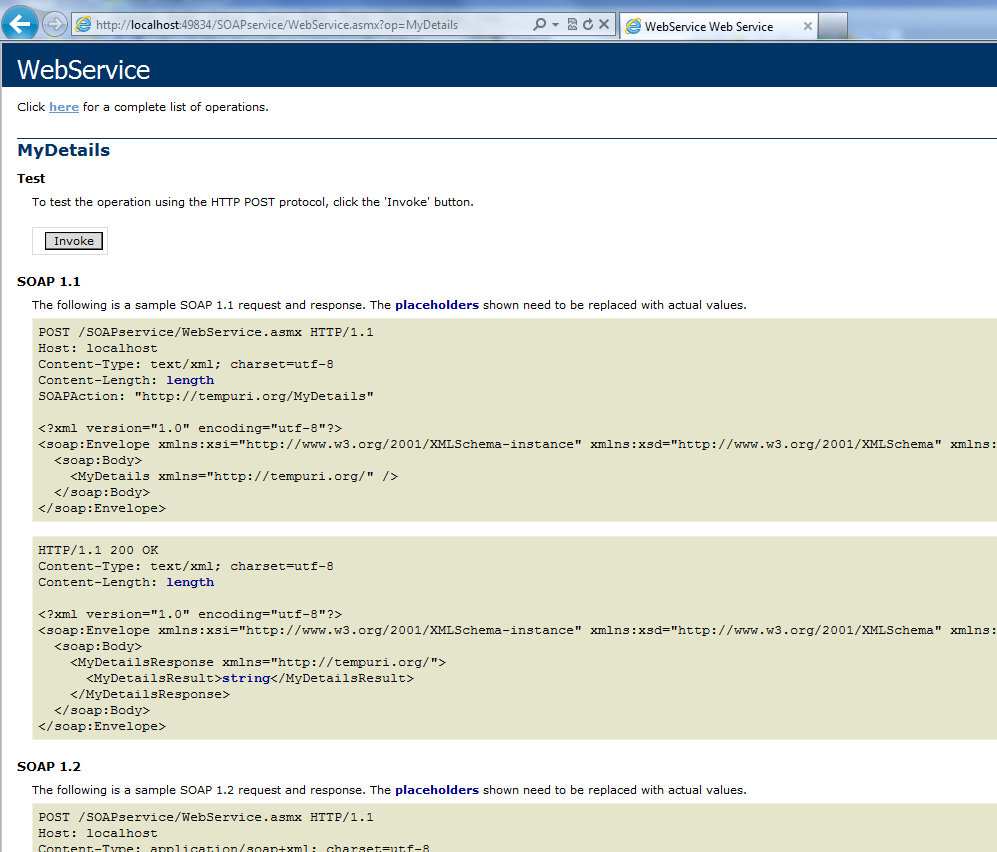 http://localhost:49834/SOAPservice/WebService.asmx?op=MyDetails
WebService Web Service
WebService
Click here for a complete list of operations.
MyDetails
Test
To test the operation using the HTTP POST protocol, click the 'Invoke' button.
Invoke
SOAP 1.1
The following is a sample SOAP 1.1 request and response. The placeholders shown need to be replaced with actual values.
POST /SOAPservice/WebService.asmx HTTP/1.1
Host: localhost
Content-Type: text/xml; charset=utf-8
Content-Length: length
SOAPAction: "http://tempuri.org/MyDetails"
<?xml version="1.0" encoding="utf-8"?>
<soap:Envelope xmlns:xsi="http://www.w3.org/2001/XMLSchema-instance" xmlns:xsd="http://www.w3.org/2001/XMLSchema" xmlns:
<soap:Body>
<MyDetails xmlns="http://tempuri.org/" />
</soap:Body>
</soap:Envelope>
HTTP/1.1 200 OK
Content-Type: text/xml; charset=utf-8
Content-Length: length
<?xml version="1.0" encoding="utf-8"?>
<soap:Envelope xmlns:xsi="http://www.w3.org/2001/XMLSchema-instance" xmlns:xsd="http://www.w3.org/2001/XMLSchema" xmlns:
<soap:Body>
<MyDetailsResponse xmlns="http://tempuri.org/">
<MyDetailsResult>string</MyDetailsResult>
</MyDetailsResponse>
</soap:Body>
</soap:Envelope>
SOAP 1.2
The following is a sample SOAP 1.2 request and response. The placeholders shown need to be replaced with actual values.
POST /SOAPservice/WebService.asmx HTTP/1.1
Host: localhost
Content-Type: application/soap+xml; charset=utf-8